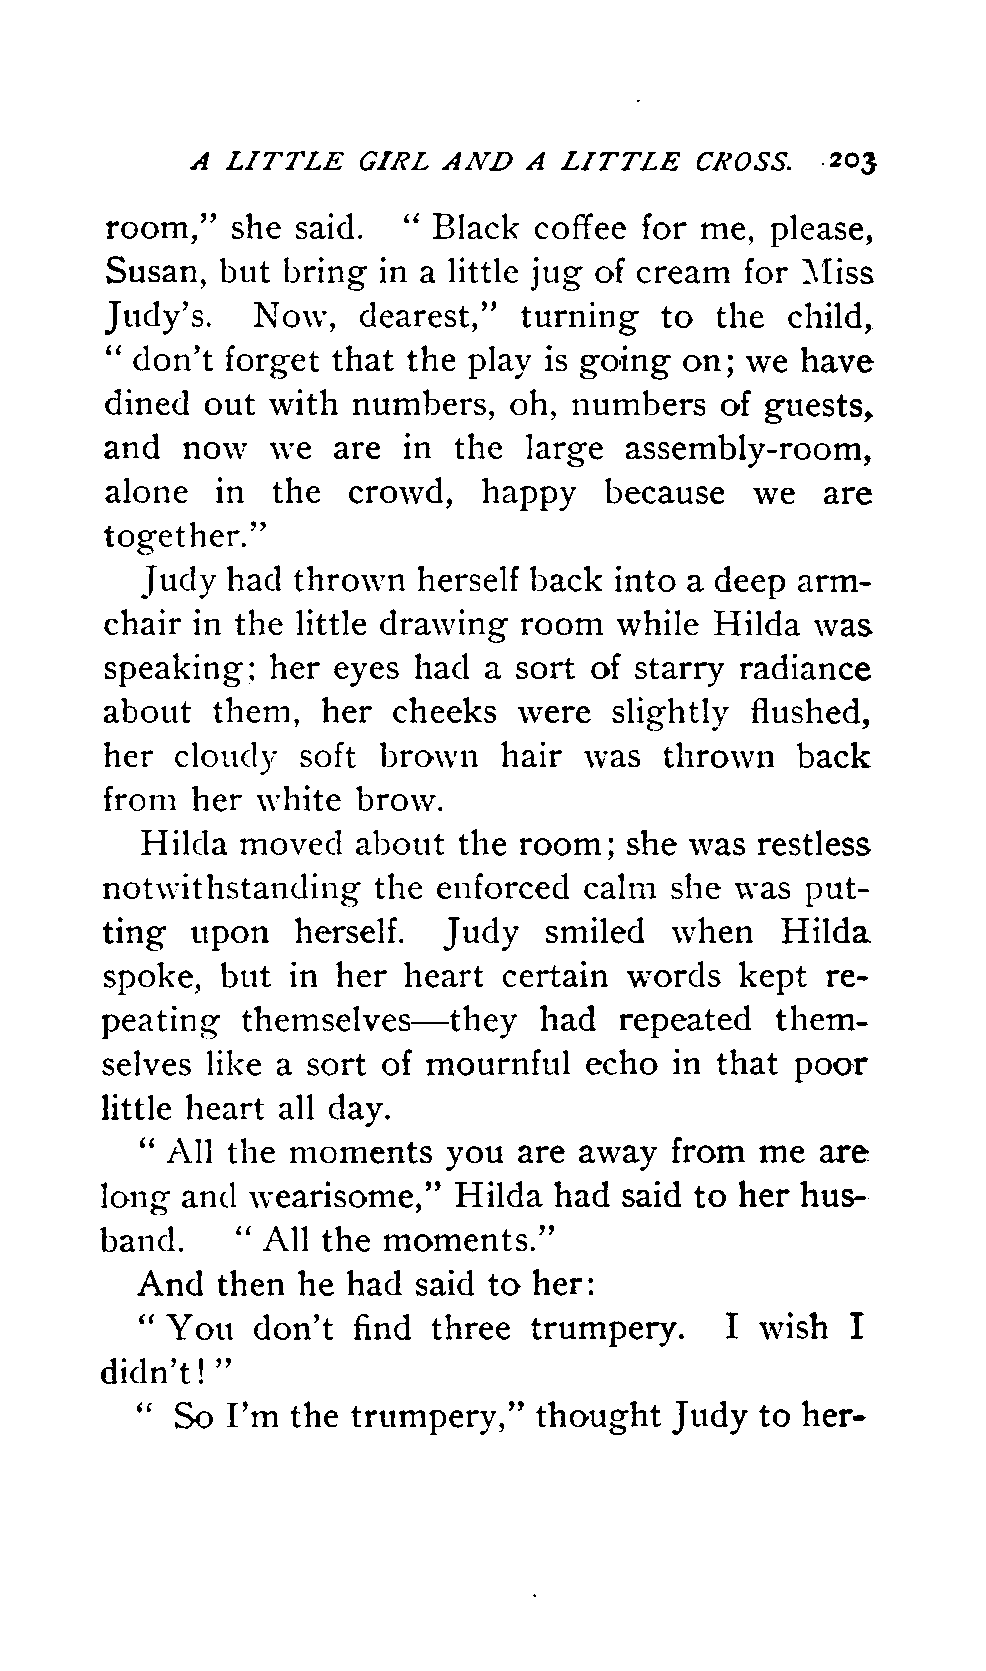 A LITTLE GIRL AND A LITTLE CROSS. 203
room," she said. " Black coffee for me, please,
Susan, but bring in a little jug of cream for Miss
Judy's. Now, dearest," turning to the child,
" don't forget that the play is going on; we have
dined out with numbers, oh, numbers of guests,
and now we are in the large assembly-room,
alone in the crowd, happy because we are
together."
Judy had thrown herself back into a deep arm-
chair in the little drawing room while Hilda was
speaking; her eyes had a sort of starry radiance
about them, her cheeks were slightly flushed,
her cloudy soft brown hair was thrown back
from her white brow.
Hilda moved about the room; she was restless
notwithstanding the enforced calm she was put-
ting upon herself. Judy smiled when Hilda
spoke, but in her heart certain words kept re-
peating themselves—they had repeated them-
selves like a sort of mournful echo in that poor
little heart all day.
" All the moments you are away from me are
long and wearisome," Hilda had said to her hus-
band. " All the moments."
And then he had said to her:
" You don't find three trumpery. I wish I
didn't! "
" So I'm the trumpery," thought Judy to her-